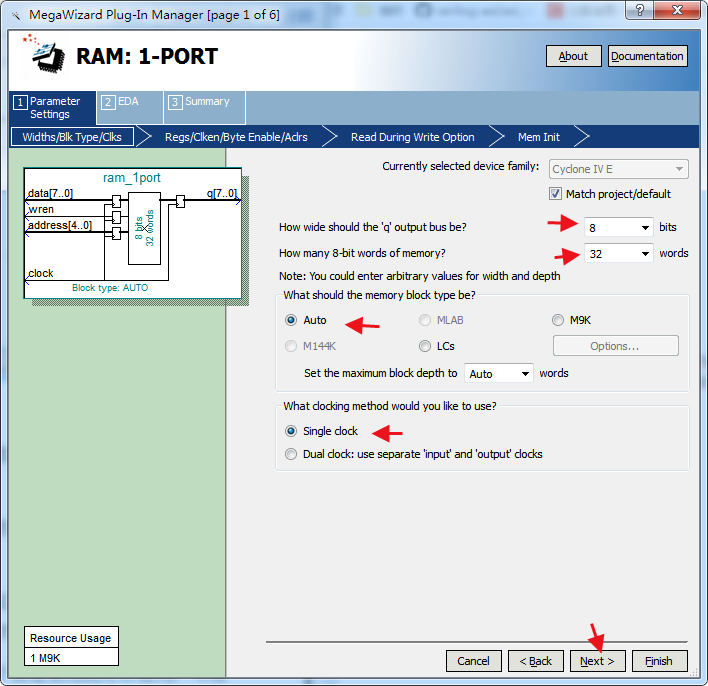 MegaWizard Plug-In Manager [page 1 of 6]
RAM: 1-PORT
About
Documentation
1 Parameter Settings
2 EDA
3 Summary
Widths/Blk Type/Clks
Regs/Clken/Byte Enable/Aclrs
Read During Write Option
Mem Init
ram_1port
data[7..0]
q[7..0]
wren
address[4..0]
8 bits
32 words
clock
Block type: AUTO
Currently selected device family:
Cyclone IV E
Match project/default
How wide should the 'q' output bus be?
8
bits
How many 8-bit words of memory?
32
words
Note: You could enter arbitrary values for width and depth
What should the memory block type be?
Auto
MLAB
M9K
M144K
LCs
Options...
Set the maximum block depth to
Auto
words
What clocking method would you like to use?
Single clock
Dual clock: use separate 'input' and 'output' clocks
Resource Usage
1 M9K
Cancel
< Back
Next >
Finish